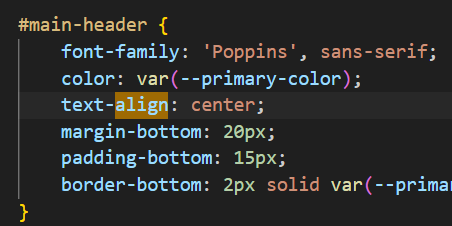 #main-header {
    font-family: 'Poppins', sans-serif;
    color: var(--primary-color);
    text-align: center;
    margin-bottom: 20px;
    padding-bottom: 15px;
    border-bottom: 2px solid var(--prima
}